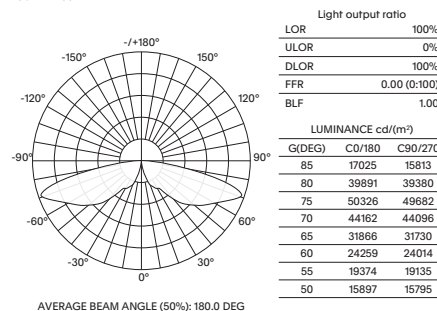 -/+180°
-150° 150°
-120° 120°
-90° 90°
-60° 60°
-30° 30°
0°
AVERAGE BEAM ANGLE (50%): 180.0 DEG
Light output ratio
LOR 100%
ULOR 0%
DLOR 100%
FFR 0.00 (0:100)
BLF 1.00
LUMINANCE cd/(m²)
G(DEG) C0/180 C90/270
85 17025 15813
80 39891 39380
75 50326 49682
70 44162 44096
65 31866 31730
60 24259 24014
55 19374 19135
50 15897 15795